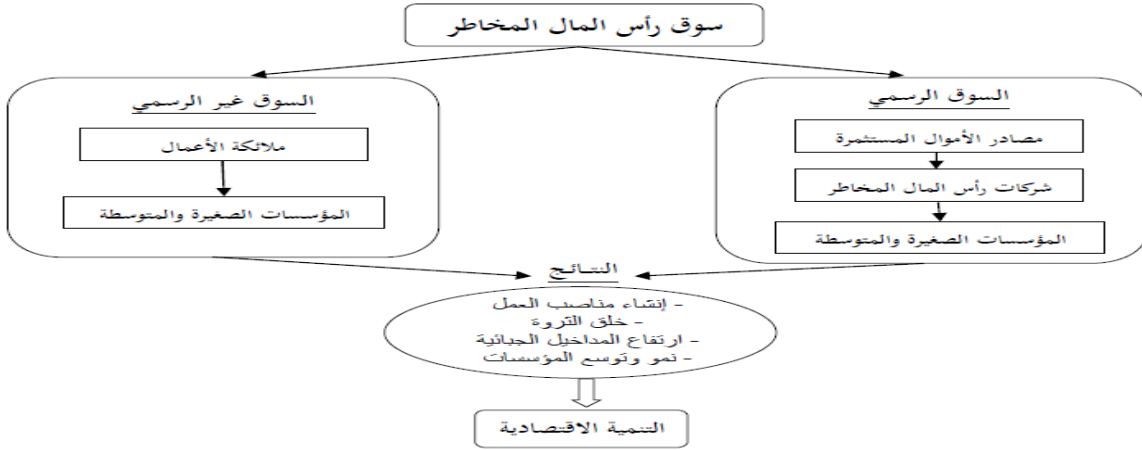 سوق رأس المال المخاطر
السوق الرسمي
مصادر الأموال المستثمرة
شركات رأس المال المخاطر
المؤسسات الصغيرة والمتوسطة
السوق غير الرسمي
ملائكة الأعمال
المؤسسات الصغيرة والمتوسطة
النتائج
- إنشاء مناصب العمل
- خلق الثروة
- ارتفاع المداخيل الجبائية
- نمو وتوسع المؤسسات
التنمية الاقتصادية